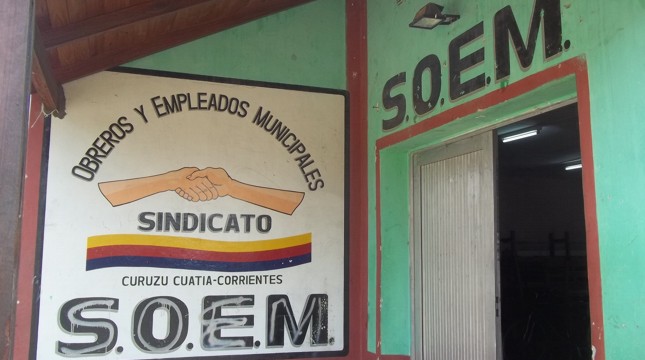 OBREROS Y EMPLEADOS MUNICIPALES
SINDICATO
CURUZU CUATIA-CORRIENTES
S.O.E.M.
S.O.E.M.